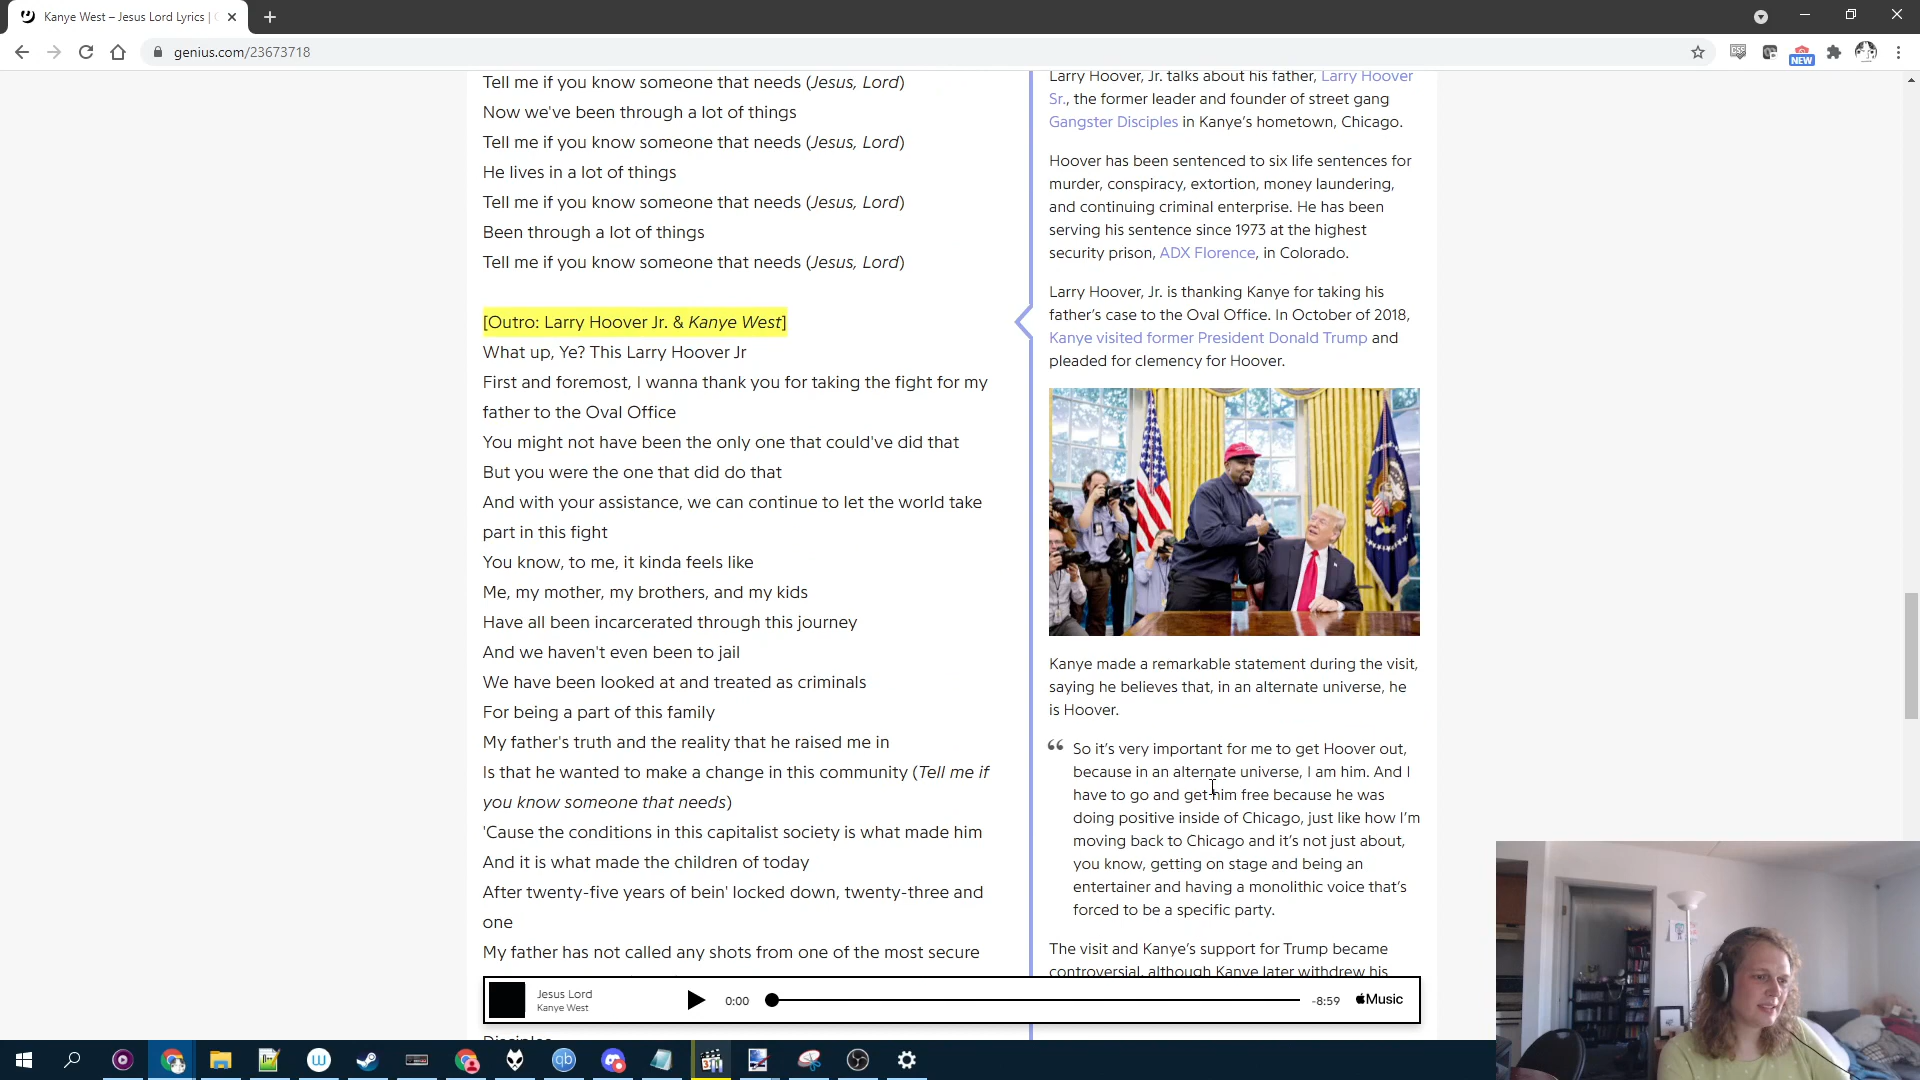 Kanye West – Jesus Lord Lyrics |
genius.com/23673718
NEW
Tell me if you know someone that needs (Jesus, Lord)
Now we've been through a lot of things
Tell me if you know someone that needs (Jesus, Lord)
He lives in a lot of things
Tell me if you know someone that needs (Jesus, Lord)
Been through a lot of things
Tell me if you know someone that needs (Jesus, Lord)
[Outro: Larry Hoover Jr. & Kanye West]
What up, Ye? This Larry Hoover Jr
First and foremost, I wanna thank you for taking the fight for my
father to the Oval Office
You might not have been the only one that could've did that
But you were the one that did do that
And with your assistance, we can continue to let the world take
part in this fight
You know, to me, it kinda feels like
Me, my mother, my brothers, and my kids
Have all been incarcerated through this journey
And we haven't even been to jail
We have been looked at and treated as criminals
For being a part of this family
My father's truth and the reality that he raised me in
Is that he wanted to make a change in this community (Tell me if
you know someone that needs)
'Cause the conditions in this capitalist society is what made him
And it is what made the children of today
After twenty-five years of bein' locked down, twenty-three and
one
My father has not called any shots from one of the most secure
Disciples
Larry Hoover, Jr. talks about his father, Larry Hoover
Sr., the former leader and founder of street gang
Gangster Disciples in Kanye's hometown, Chicago.
Hoover has been sentenced to six life sentences for
murder, conspiracy, extortion, money laundering,
and continuing criminal enterprise. He has been
serving his sentence since 1973 at the highest
security prison, ADX Florence, in Colorado.
Larry Hoover, Jr. is thanking Kanye for taking his
father's case to the Oval Office. In October of 2018,
Kanye visited former President Donald Trump and
pleaded for clemency for Hoover.
Kanye made a remarkable statement during the visit,
saying he believes that, in an alternate universe, he
is Hoover.
“ So it's very important for me to get Hoover out,
because in an alternate universe, I am him. And I
have to go and get him free because he was
doing positive inside of Chicago, just like how I'm
moving back to Chicago and it's not just about,
you know, getting on stage and being an
entertainer and having a monolithic voice that's
forced to be a specific party.
The visit and Kanye's support for Trump became
controversial, although Kanye later withdrew his
Jesus Lord
Kanye West
0:00
-8:59
Music